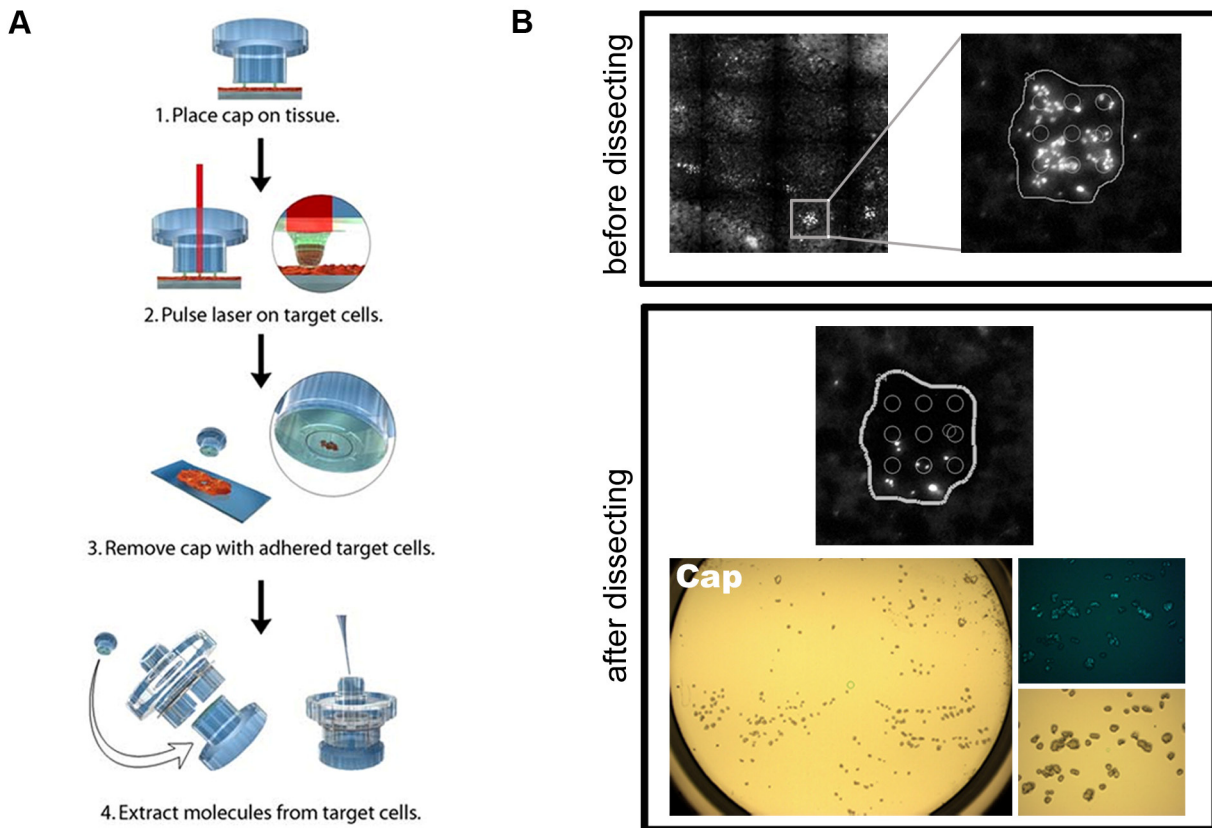 A
1. Place cap on tissue.
2. Pulse laser on target cells.
3. Remove cap with adhered target cells.
4. Extract molecules from target cells.
B
before dissecting
after dissecting
Cap